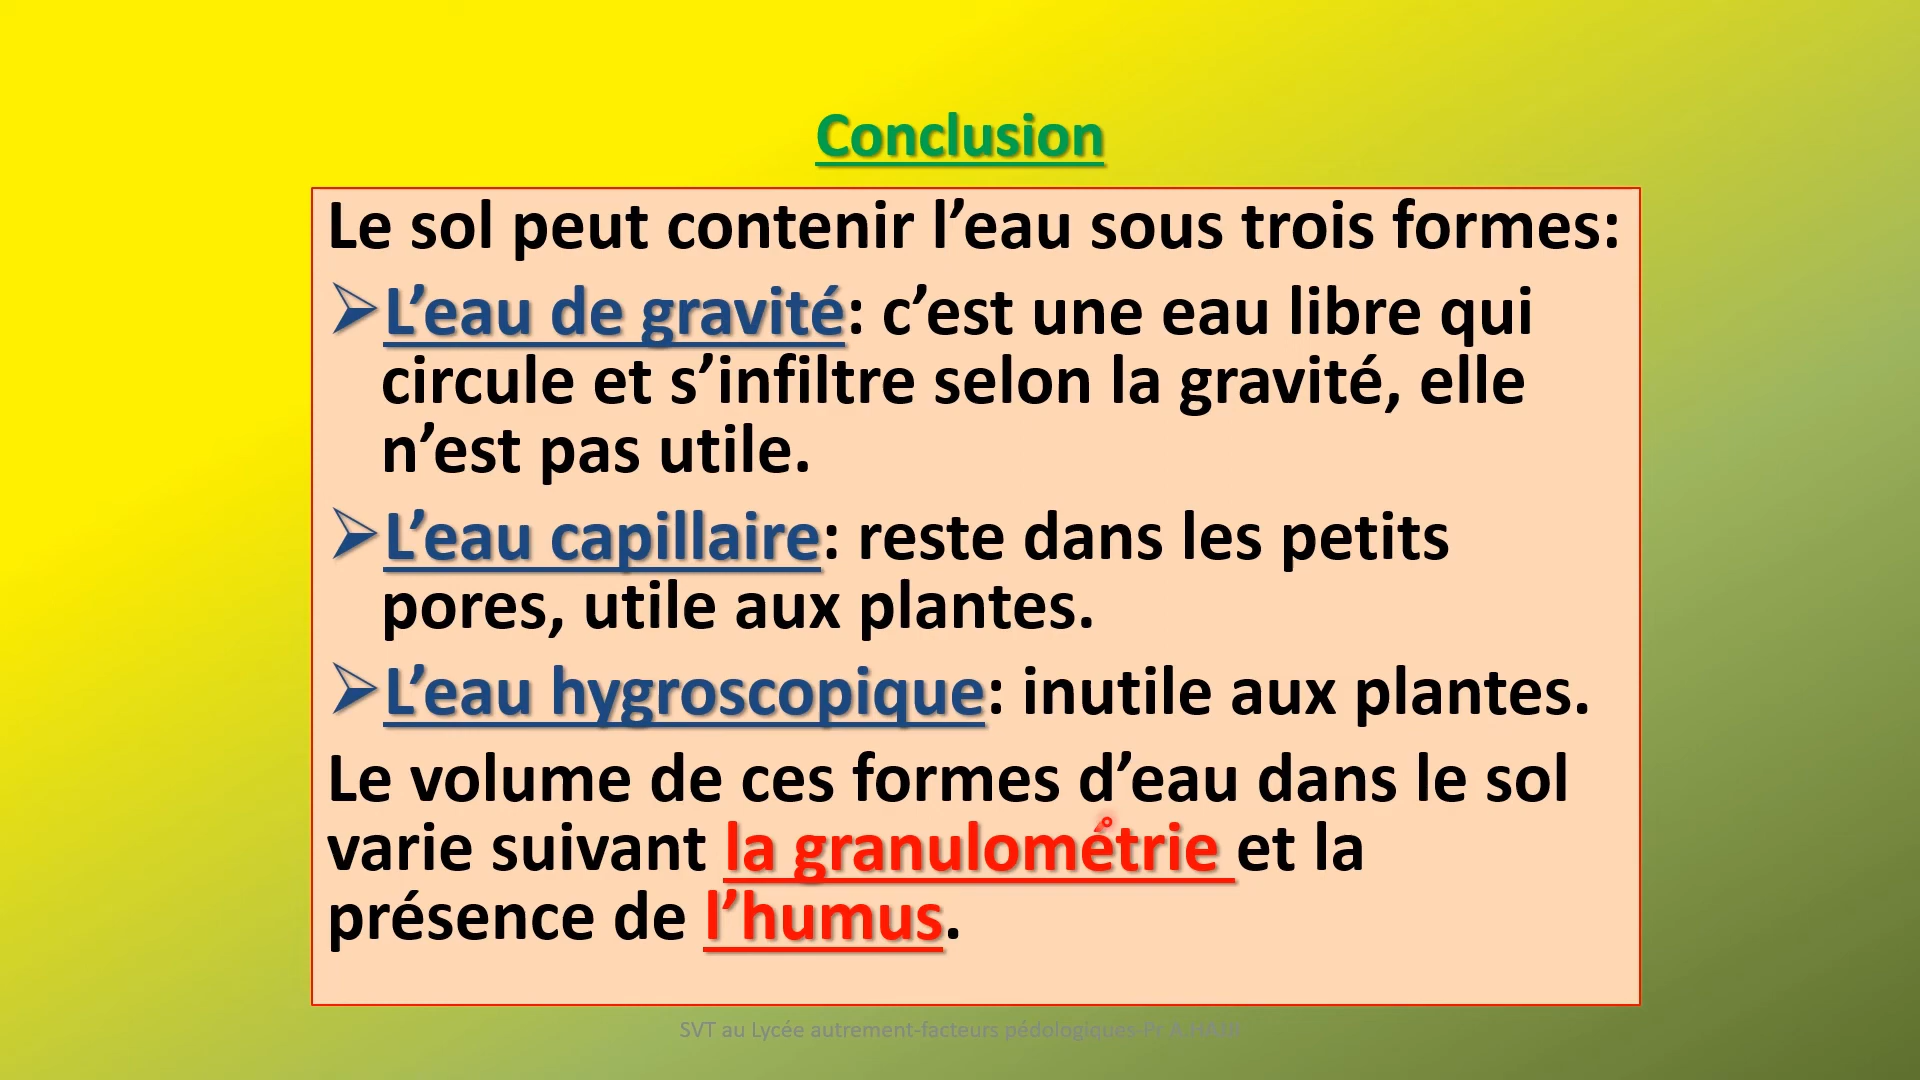 Conclusion
Le sol peut contenir l’eau sous trois formes:
➢L’eau de gravité: c’est une eau libre qui
circule et s’infiltre selon la gravité, elle
n’est pas utile.
➢L’eau capillaire: reste dans les petits
pores, utile aux plantes.
➢L’eau hygroscopique: inutile aux plantes.
Le volume de ces formes d’eau dans le sol
varie suivant la granulométrie et la
présence de l’humus.
SVT au Lycée autrement-facteurs pédologiques-Pr